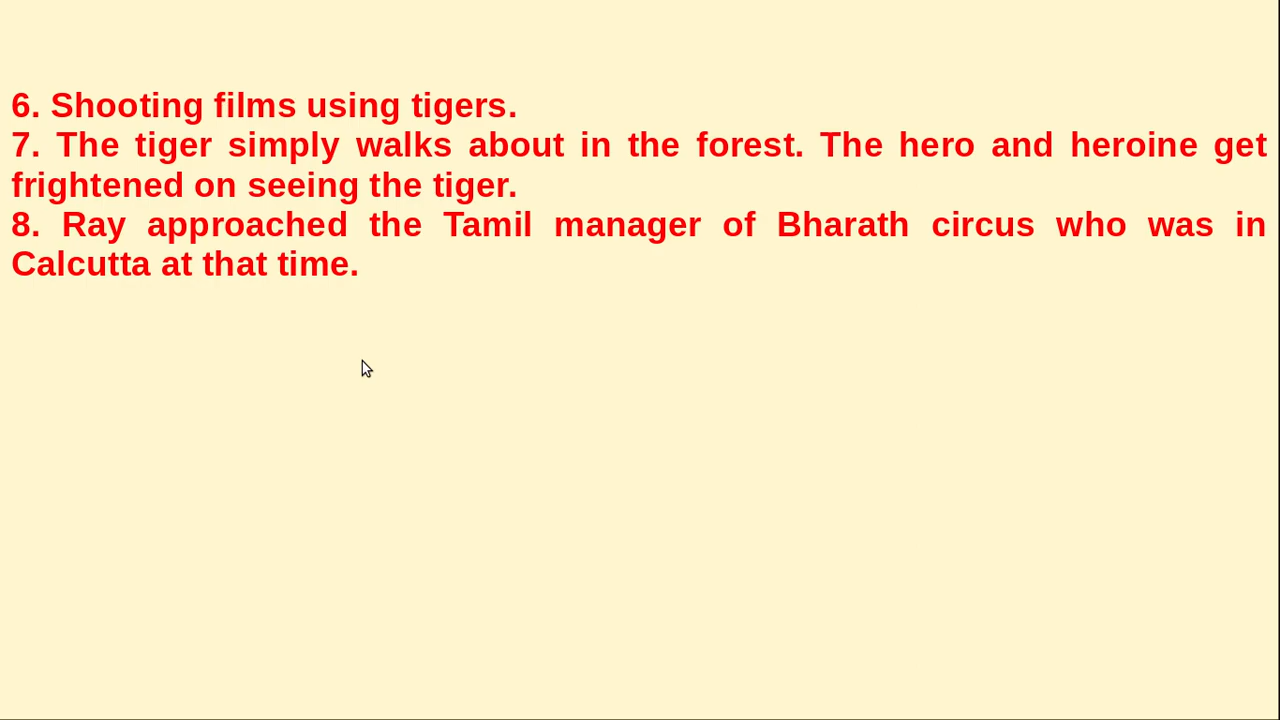 6. Shooting films using tigers.
7. The tiger simply walks about in the forest. The hero and heroine get
frightened on seeing the tiger.
8. Ray approached the Tamil manager of Bharath circus who was in
Calcutta at that time.